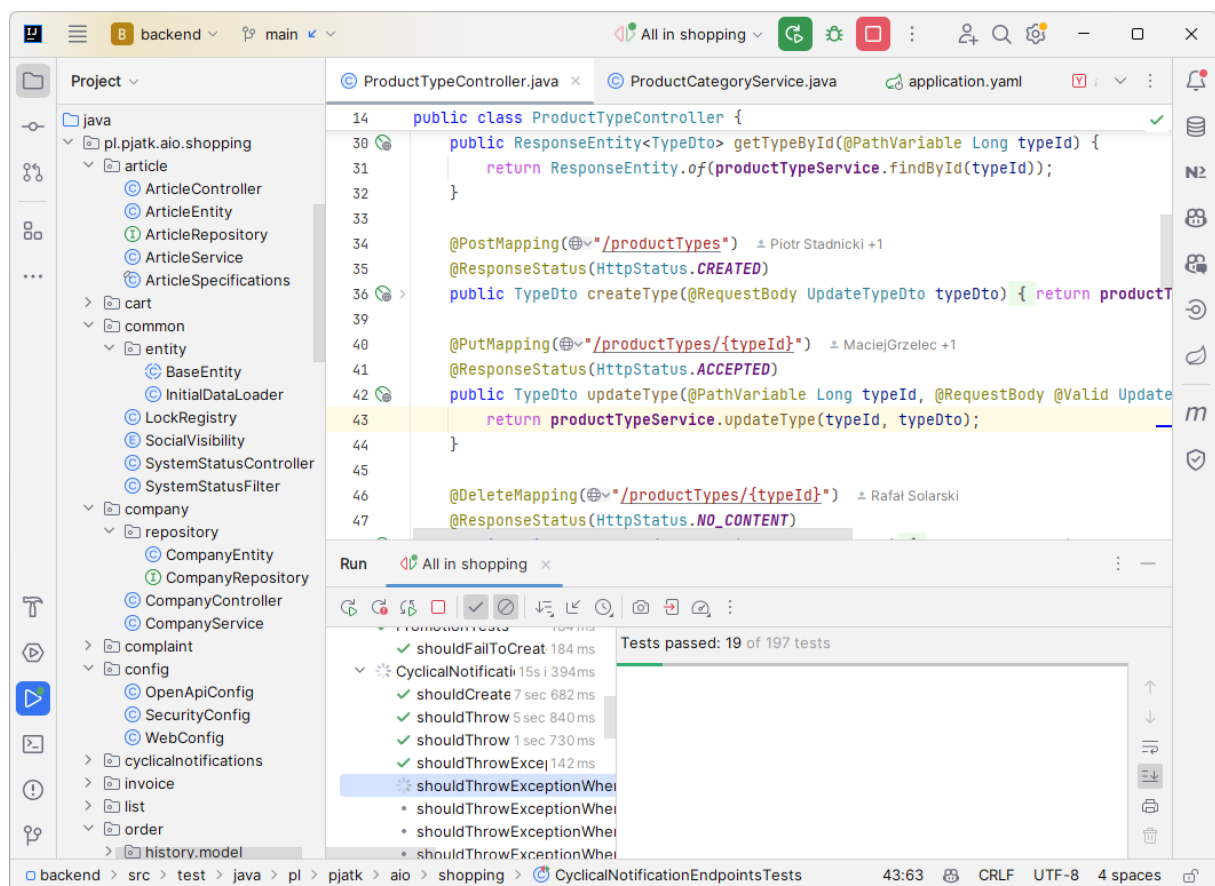 B backend main All in shopping
Project
ProductTypeController.java
ProductCategoryService.java
application.yaml
java
pl.pjatk.aio.shopping
article
ArticleController
ArticleEntity
ArticleRepository
ArticleService
ArticleSpecifications
cart
common
entity
BaseEntity
InitialDataLoader
LockRegistry
SocialVisibility
SystemStatusController
SystemStatusFilter
company
repository
CompanyEntity
CompanyRepository
CompanyController
CompanyService
complaint
config
OpenApiConfig
SecurityConfig
WebConfig
cyclicalnotifications
invoice
list
order
history.model
14 public class ProductTypeController {
30 public ResponseEntity<TypeDto> getTypeById(@PathVariable Long typeId) {
31 return ResponseEntity.of(productTypeService.findById(typeId));
32 }
33
34 @PostMapping("/productTypes") Piotr Stadnicki +1
35 @ResponseStatus(HttpStatus.CREATED)
36 public TypeDto createType(@RequestBody UpdateTypeDto typeDto) { return productT
39
40 @PutMapping("/productTypes/{typeId}") MaciejGrzelec +1
41 @ResponseStatus(HttpStatus.ACCEPTED)
42 public TypeDto updateType(@PathVariable Long typeId, @RequestBody @Valid Update
43 return productTypeService.updateType(typeId, typeDto);
44 }
45
46 @DeleteMapping("/productTypes/{typeId}") Rafał Solarski
47 @ResponseStatus(HttpStatus.NO_CONTENT)
Run All in shopping
PromotionTests 184 ms
shouldFailToCreat 184 ms
CyclicalNotificati 15s i 394ms
shouldCreate 7 sec 682 ms
shouldThrow 5 sec 840 ms
shouldThrow 1 sec 730 ms
shouldThrowExce 142 ms
shouldThrowExceptionWhe
shouldThrowExceptionWhe
shouldThrowExceptionWhe
shouldThrowExceptionWhe
Tests passed: 19 of 197 tests
backend > src > test > java > pl > pjatk > aio > shopping > CyclicalNotificationEndpointsTests 43:63 CRLF UTF-8 4 spaces